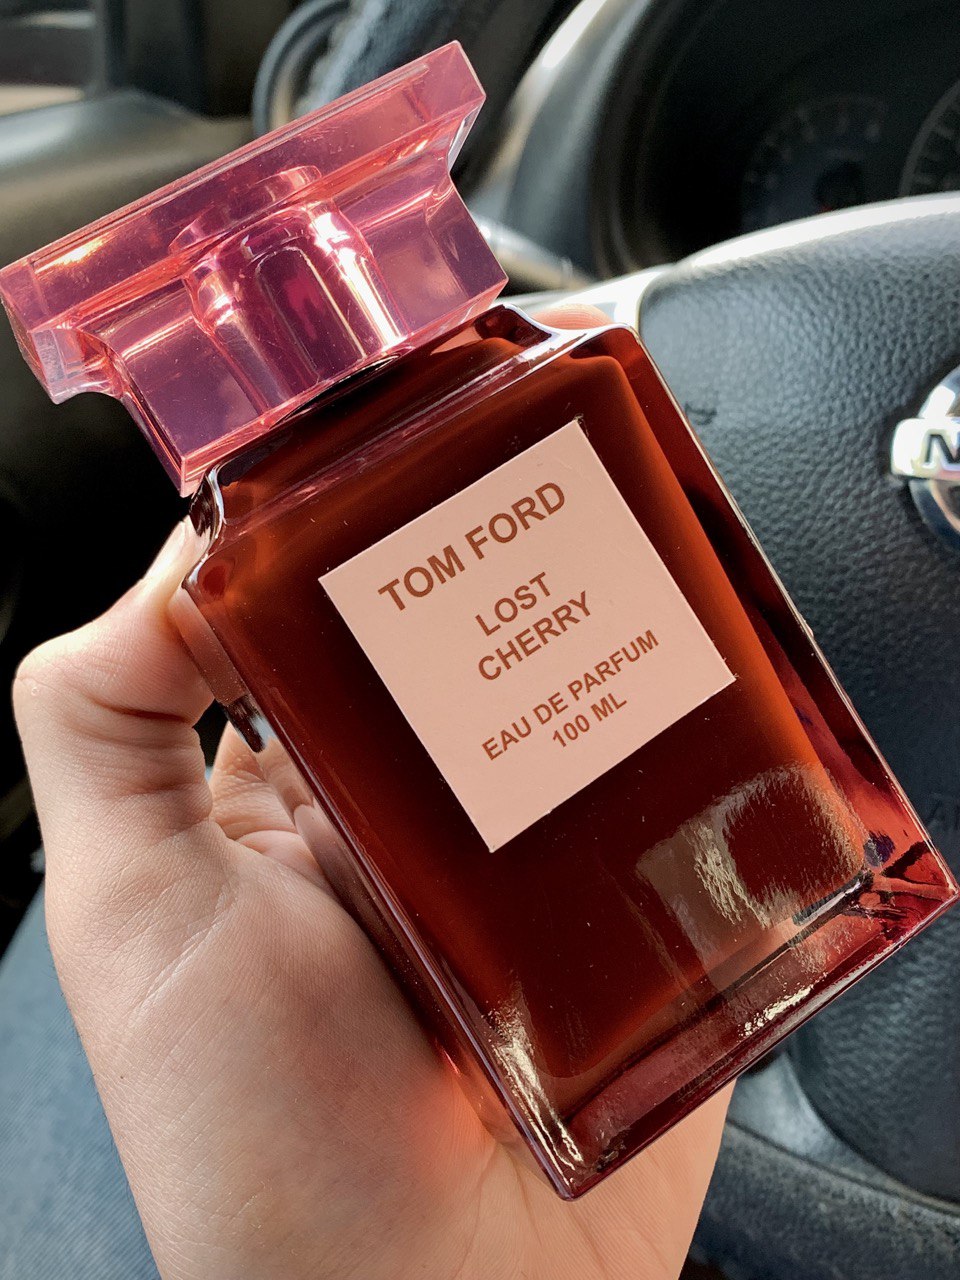 TOM FORD
LOST
CHERRY
EAU DE PARFUM
100 ML
N